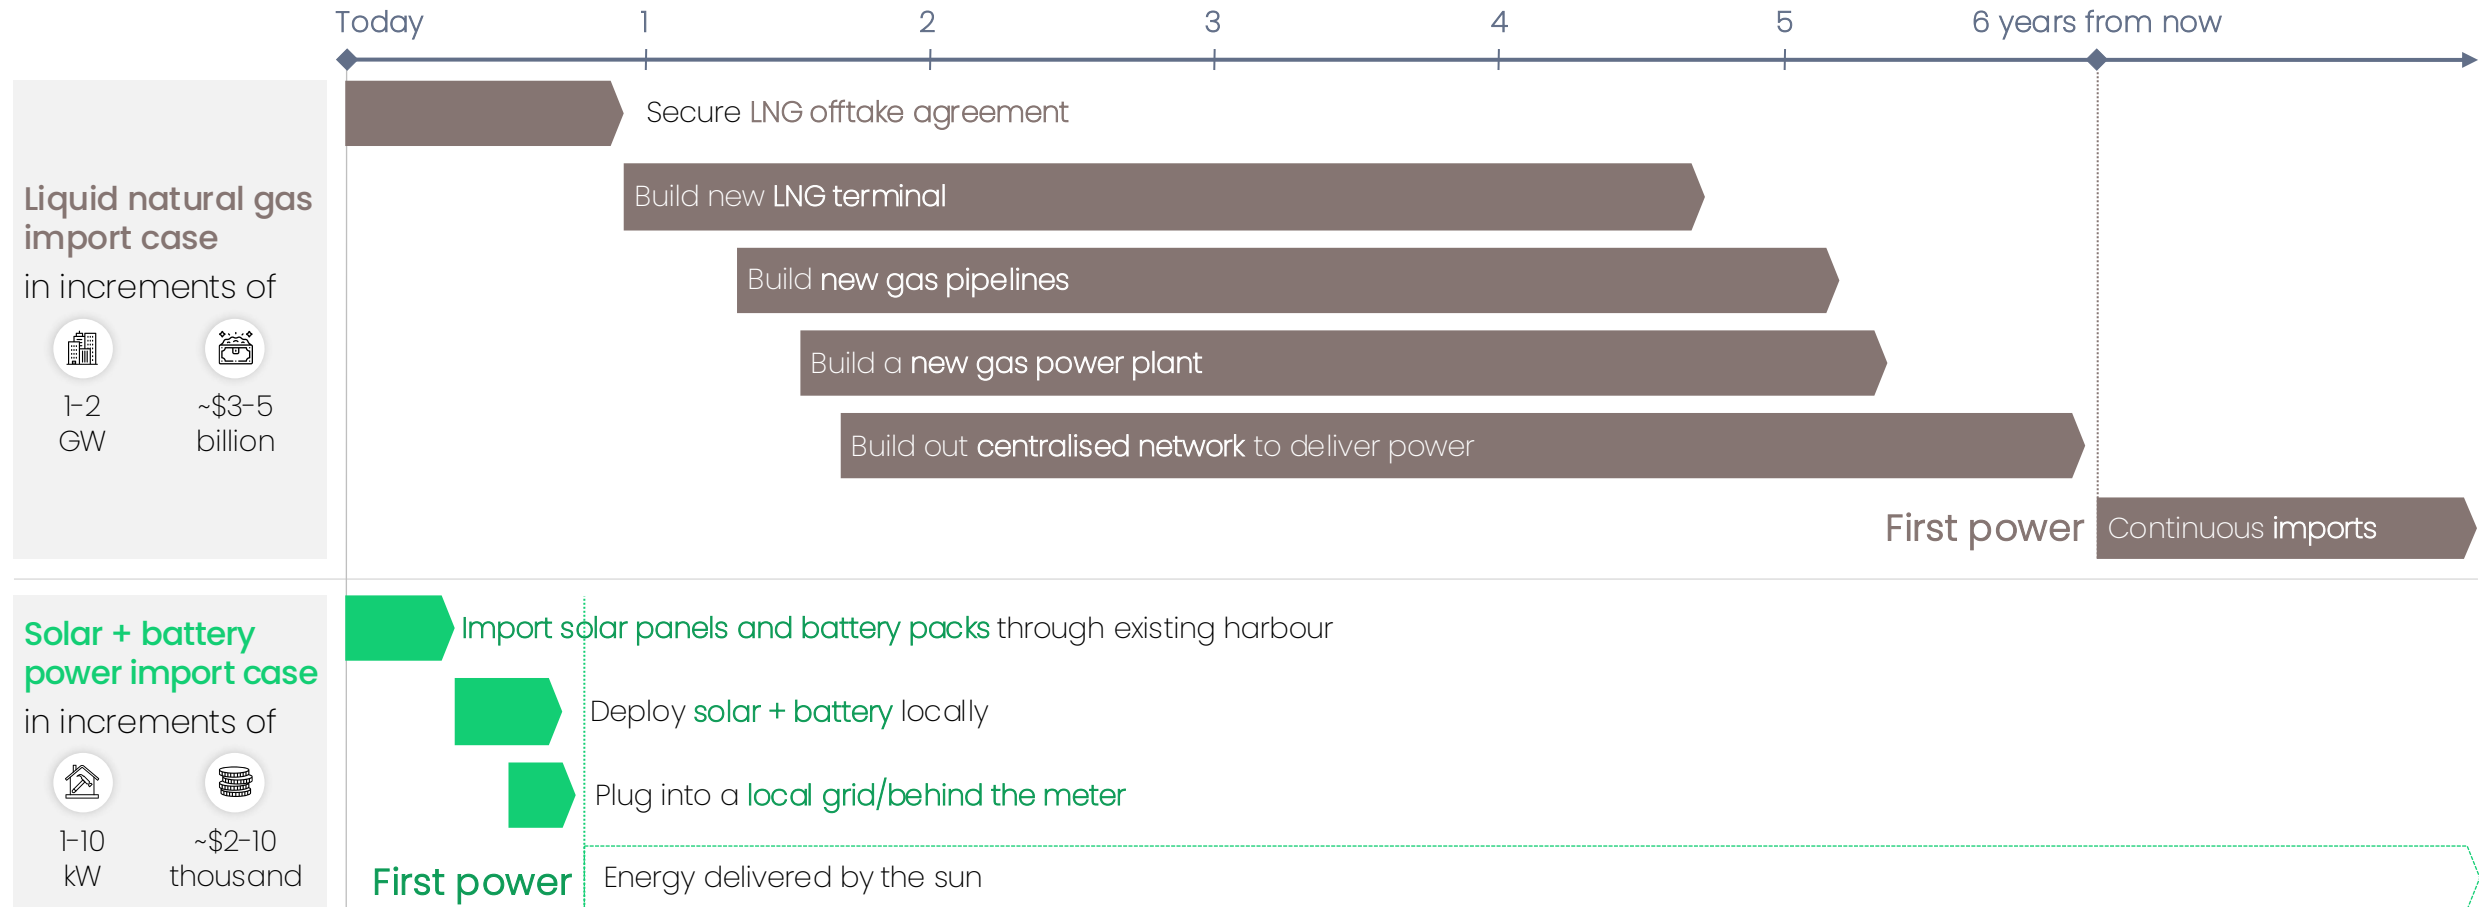 Today 1 2 3 4 5 6 years from now
Secure LNG offtake agreement
Build new LNG terminal
Build new gas pipelines
Build a new gas power plant
Build out centralised network to deliver power
First power Continuous imports
Liquid natural gas
import case
in increments of
1-2
GW
~$3-5
billion
Solar + battery
power import case
in increments of
1-10
kW
~$2-10
thousand
Import solar panels and battery packs through existing harbour
Deploy solar + battery locally
Plug into a local grid/behind the meter
First power Energy delivered by the sun